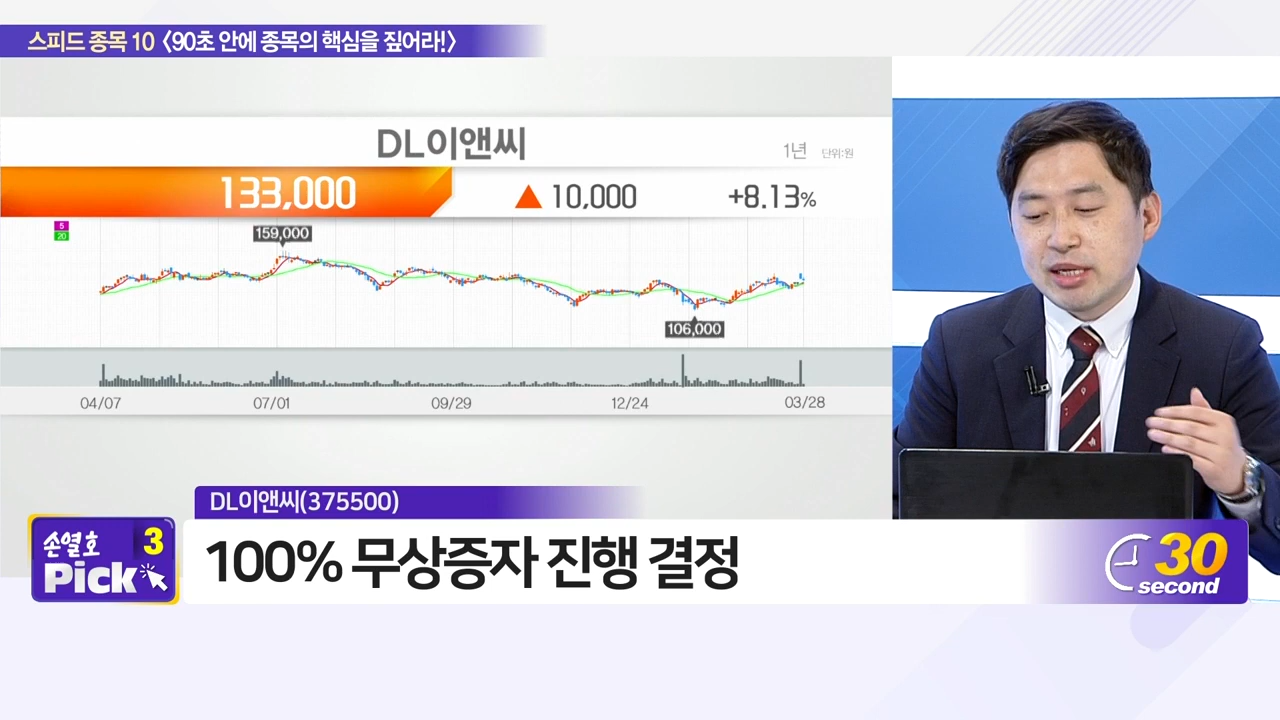 스피드 종목 10 <90초 안에 종목의 핵심을 짚어라!>
DL이앤씨
1년 단위:원
133,000 ▲ 10,000 +8.13%
5
20
159,000
106,000
04/07 07/01 09/29 12/24 03/28
DL이앤씨(375500)
손열호 3
Pick
100% 무상증자 진행 결정
30
second